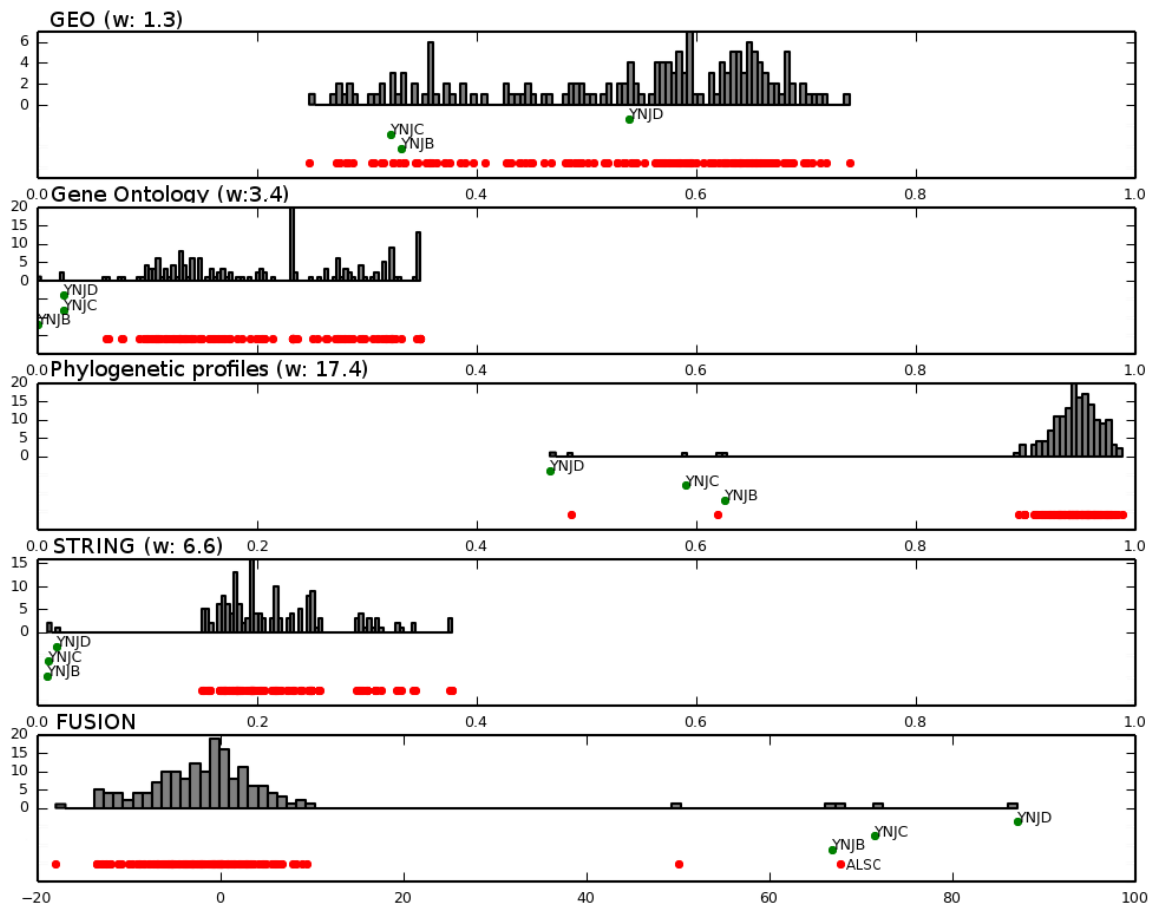 GEO (w: 1.3)
6
4
2
0
YNJD
YNJC
YNJB
0.0 0.2 0.4 0.6 0.8 1.0
Gene Ontology (w:3.4)
20
15
10
5
0
YNJD
YNJC
YNJB
0.0 0.2 0.4 0.6 0.8 1.0
Phylogenetic profiles (w: 17.4)
20
15
10
5
0
YNJD
YNJC
YNJB
0.0 0.2 0.4 0.6 0.8 1.0
STRING (w: 6.6)
15
10
5
0
YNJD
YNJC
YNJB
0.0 0.2 0.4 0.6 0.8 1.0
FUSION
20
15
10
5
0
YNJD
YNJC
YNJB
ALSC
−20 0 20 40 60 80 100